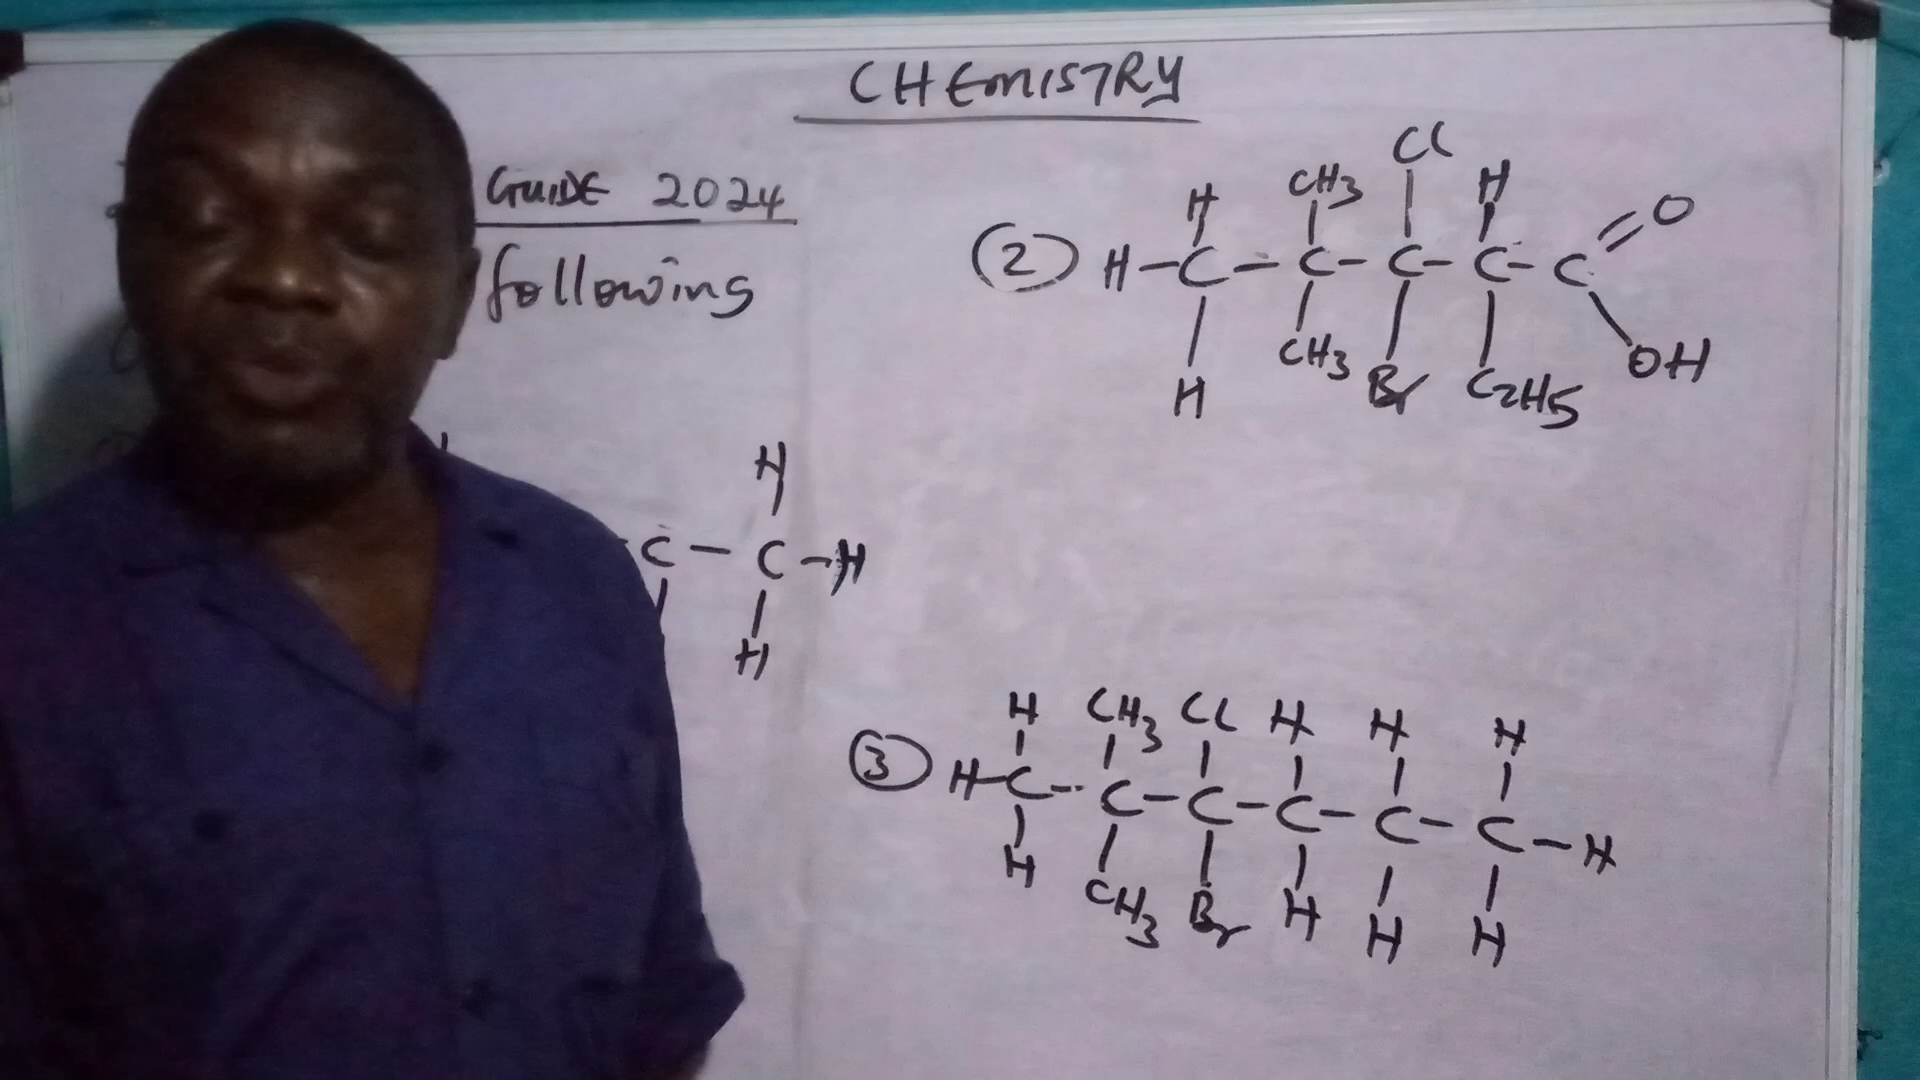 CHEMISTRY
GUIDE 2024
following
(2)
Cl
H CH3 H
H-C-C-C-C-C=O
H CH3 Br C2H5 OH
H
C-C-H
H
(3)
H CH3 Cl H H H
H-C-C-C-C-C-C-H
H CH3 Br H H H